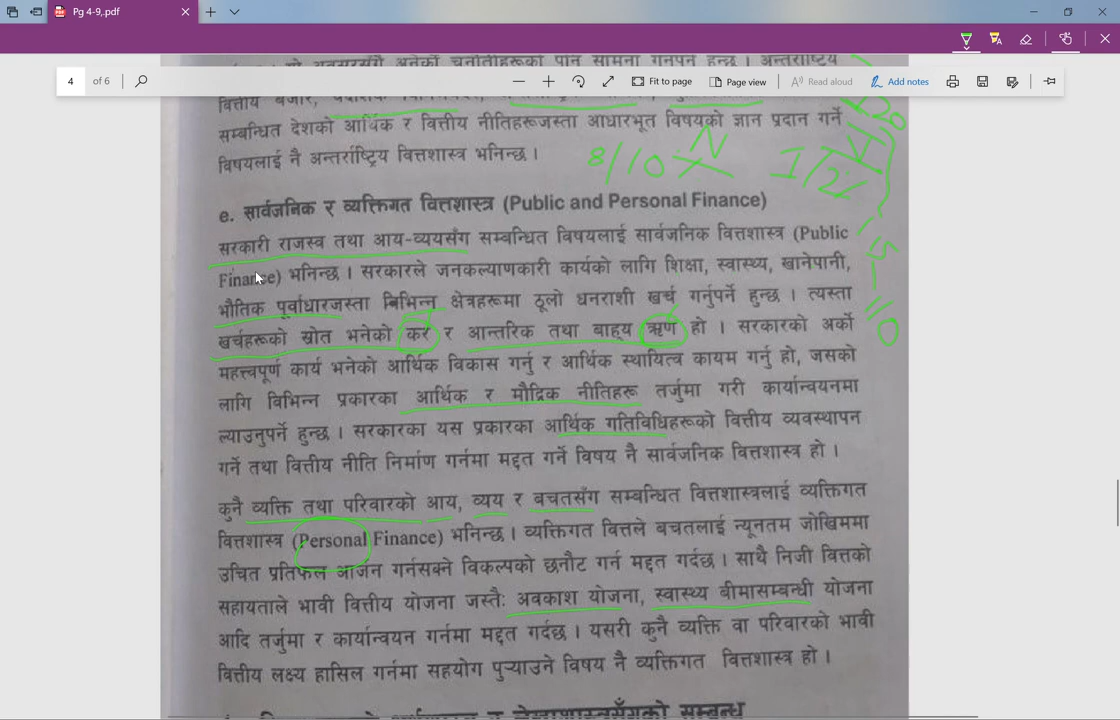 Pg 4-9,.pdf
4 of 6
Fit to page
Page view
Read aloud
Add notes
वित्तीय बजार,
सम्बन्धित देशको आर्थिक र वित्तीय नीतिहरूजस्ता आधारभूत विषयको ज्ञान प्रदान गर्ने
विषयलाई नै अन्तर्राष्ट्रिय वित्तशास्त्र भनिन्छ ।
8/10 N
e. सार्वजनिक र व्यक्तिगत वित्तशास्त्र (Public and Personal Finance)
सरकारी राजस्व तथा आय-व्ययसँग सम्बन्धित विषयलाई सार्वजनिक वित्तशास्त्र (Public
Finance) भनिन्छ । सरकारले जनकल्याणकारी कार्यको लागि शिक्षा, स्वास्थ्य, खानेपानी,
भौतिक पूर्वाधारजस्ता विभिन्न क्षेत्रहरूमा ठूलो धनराशी खर्च गर्नुपर्ने हुन्छ । त्यस्ता
खर्चहरूको स्रोत भनेको कर र आन्तरिक तथा बाह्य ऋण हो । सरकारको अर्को
महत्त्वपूर्ण कार्य भनेको आर्थिक विकास गर्नु र आर्थिक स्थायित्व कायम गर्नु हो, जसको
लागि विभिन्न प्रकारका आर्थिक र मौद्रिक नीतिहरू तर्जुमा गरी कार्यान्वयनमा
ल्याउनुपर्ने हुन्छ । सरकारका यस प्रकारका आर्थिक गतिविधिहरूको वित्तीय व्यवस्थापन
गर्ने तथा वित्तीय नीति निर्माण गर्नमा मद्दत गर्ने विषय नै सार्वजनिक वित्तशास्त्र हो ।
कुनै व्यक्ति तथा परिवारको आय, व्यय र बचतसँग सम्बन्धित वित्तशास्त्रलाई व्यक्तिगत
वित्तशास्त्र (Personal Finance) भनिन्छ । व्यक्तिगत वित्तले बचतलाई न्यूनतम जोखिममा
उचित प्रतिफल आर्जन गर्नसक्ने विकल्पको छनौट गर्न मद्दत गर्दछ । साथै निजी वित्तको
सहायताले भावी वित्तीय योजना जस्तैः अवकाश योजना, स्वास्थ्य बीमासम्बन्धी योजना
आदि तर्जुमा र कार्यान्वयन गर्नमा मद्दत गर्दछ । यसरी कुनै व्यक्ति वा परिवारको भावी
वित्तीय लक्ष्य हासिल गर्नमा सहयोग पुऱ्याउने विषय नै व्यक्तिगत वित्तशास्त्र हो ।